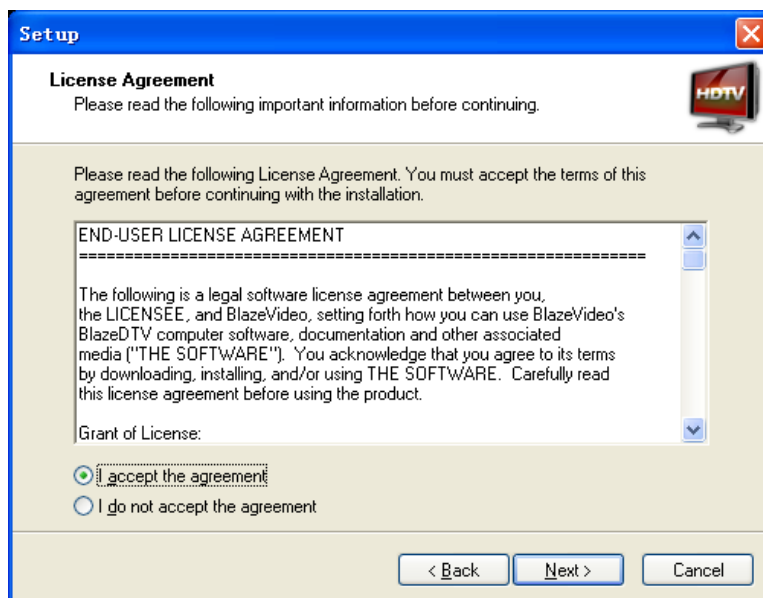 Setup
License Agreement
Please read the following important information before continuing.
HDTV
Please read the following License Agreement. You must accept the terms of this
agreement before continuing with the installation.
END-USER LICENSE AGREEMENT
==============================================================
The following is a legal software license agreement between you,
the LICENSEE, and BlazeVideo, setting forth how you can use BlazeVideo's
BlazeDTV computer software, documentation and other associated
media ("THE SOFTWARE").  You acknowledge that you agree to its terms
by downloading, installing, and/or using THE SOFTWARE.  Carefully read
this license agreement before using the product.
Grant of License:
I accept the agreement
I do not accept the agreement
< Back
Next >
Cancel